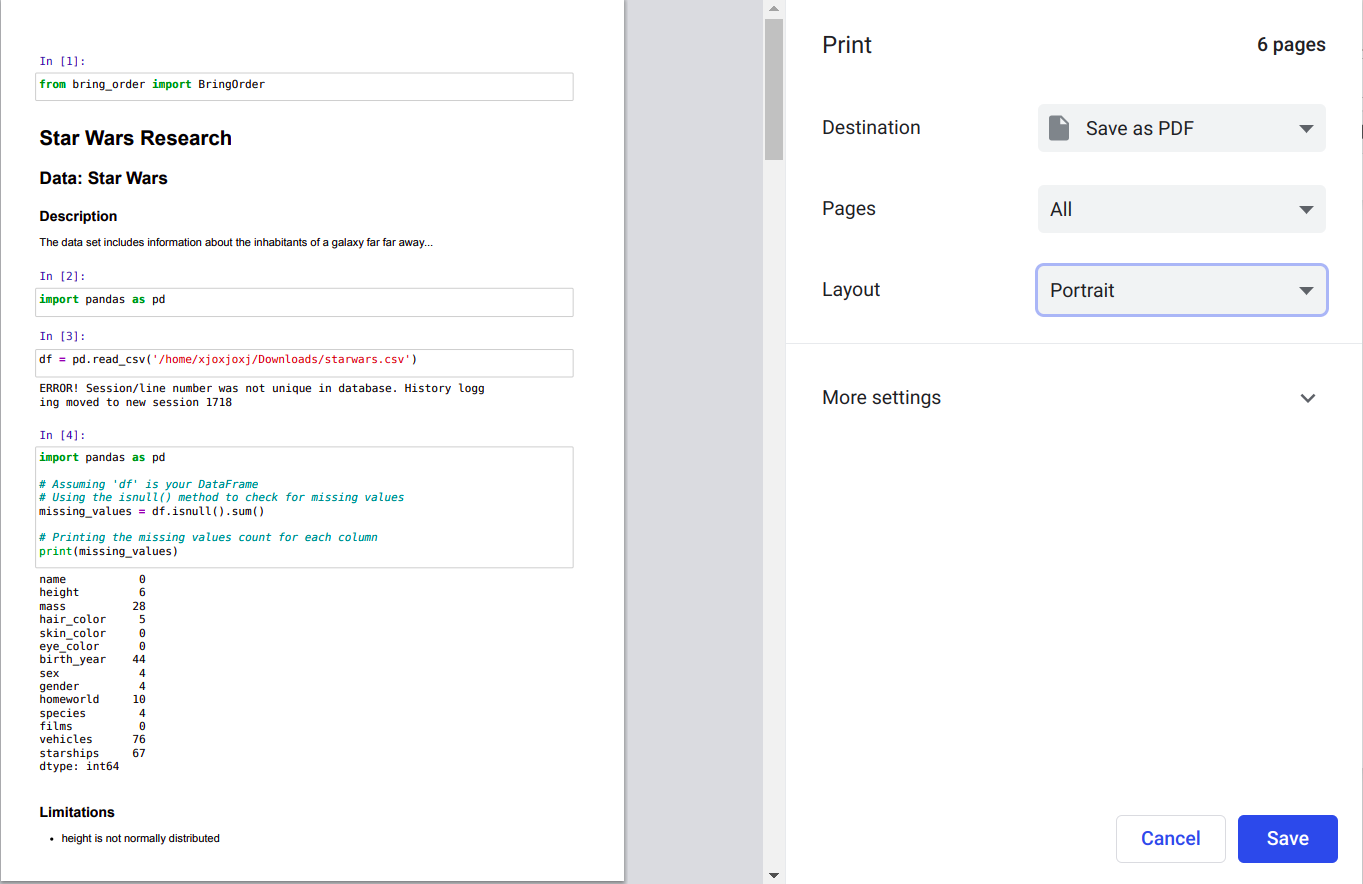 In [1]:
from bring_order import BringOrder
Star Wars Research
Data: Star Wars
Description
The data set includes information about the inhabitants of a galaxy far far away...
In [2]:
import pandas as pd
In [3]:
df = pd.read_csv('/home/xjoxjoxj/Downloads/starwars.csv')
ERROR! Session/line number was not unique in database. History logg
ing moved to new session 1718
In [4]:
import pandas as pd
# Assuming 'df' is your DataFrame
# Using the isnull() method to check for missing values
missing_values = df.isnull().sum()
# Printing the missing values count for each column
print(missing_values)
name 0
height 6
mass 28
hair_color 5
skin_color 0
eye_color 0
birth_year 44
sex 4
gender 4
homeworld 10
species 4
films 0
vehicles 76
starships 67
dtype: int64
Limitations
• height is not normally distributed
Print 6 pages
Destination Save as PDF
Pages All
Layout Portrait
More settings
Cancel Save